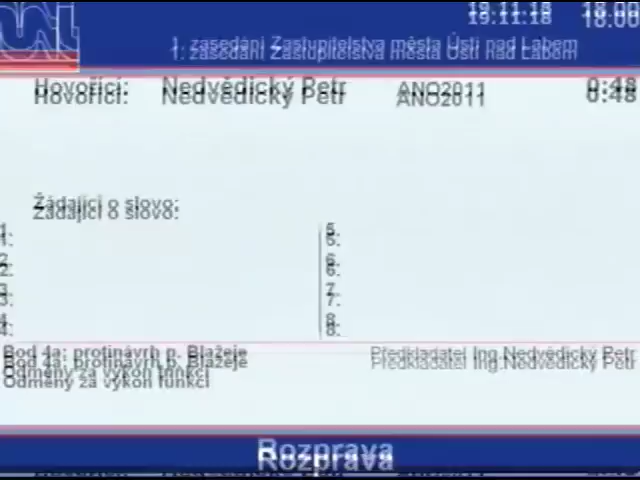 19.11.18 18:00
1. zasedání Zastupitelstva města Ústí nad Labem
Hovořící: Nedvědický Petr ANO2011 0:48
Žádající o slovo:
1: 5:
2: 6:
3: 7:
4: 8:
Bod 4a: protinávrh p. Blažeje Předkladatel Ing.Nedvědický Petr
Odměny za výkon funkcí
Rozprava